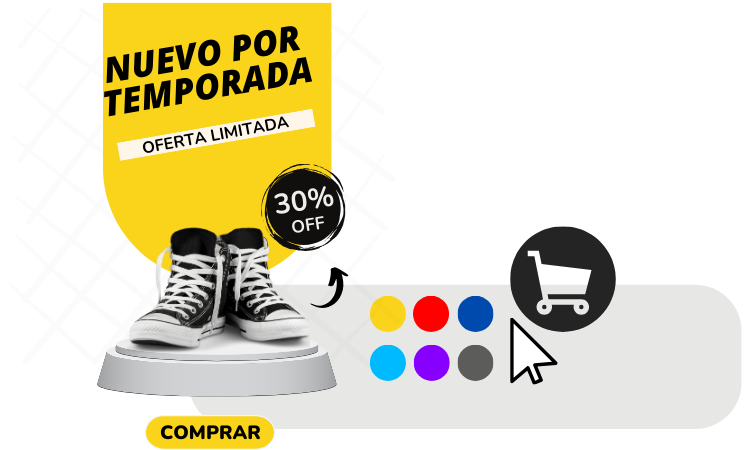 NUEVO POR
TEMPORADA
OFERTA LIMITADA
30%
OFF
COMPRAR